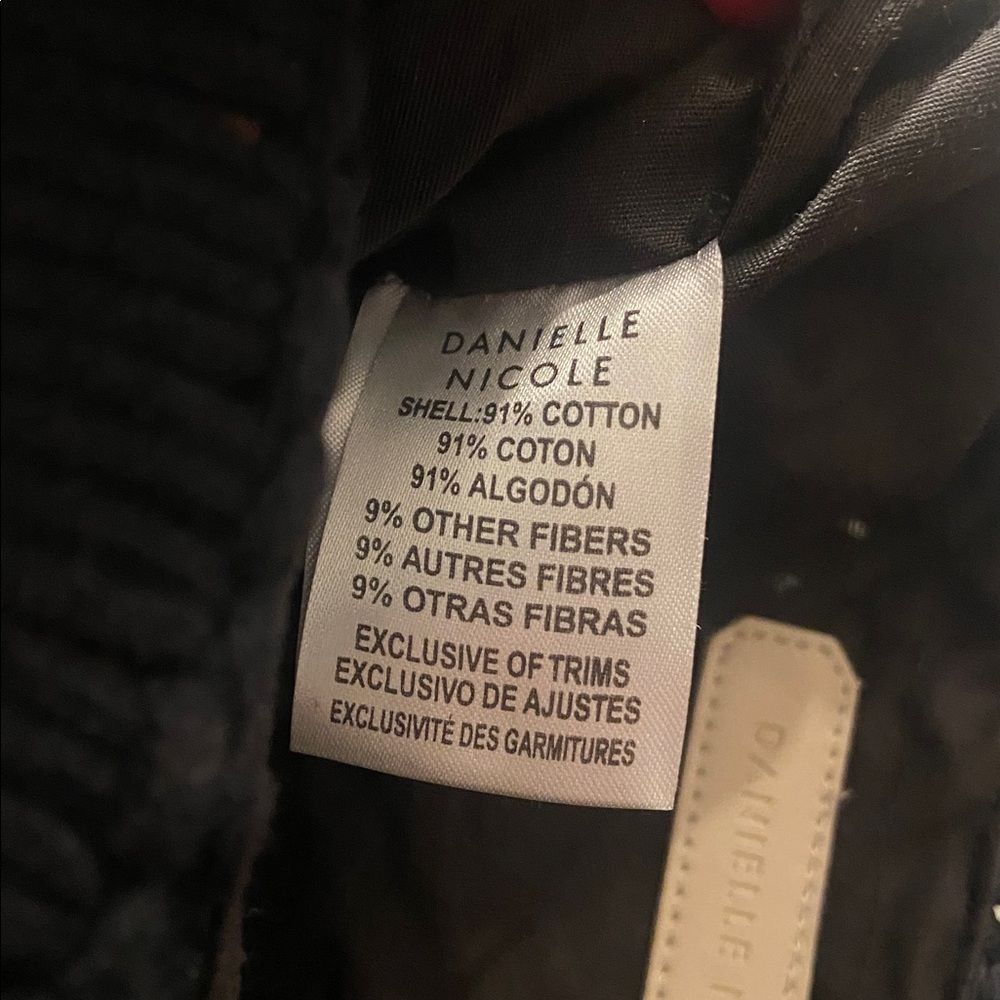 DANIELLE
NICOLE
SHELL:91% COTTON
91% COTON
91% ALGODÓN
9% OTHER FIBERS
9% AUTRES FIBRES
9% OTRAS FIBRAS
EXCLUSIVE OF TRIMS
EXCLUSIVO DE AJUSTES
EXCLUSIVITÉ DES GARMITURES
DANIELLE